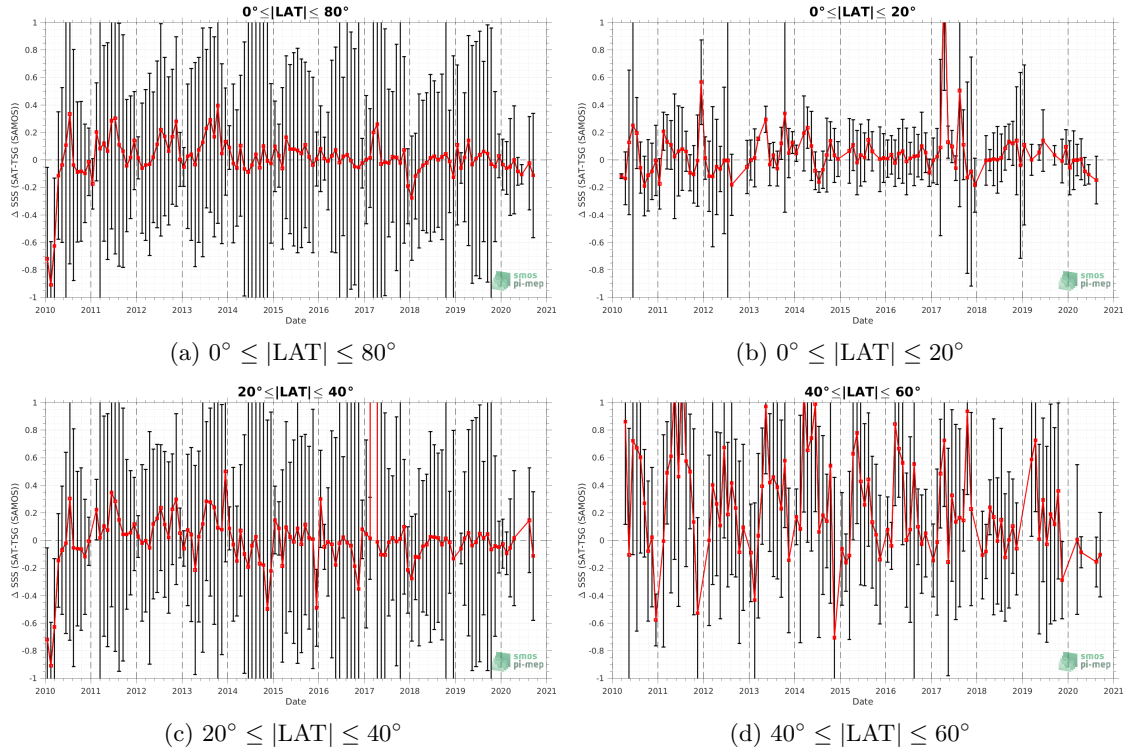 0°≤|LAT|≤ 80°
Δ SSS (SAT-TSG (SAMOS))
1
0.8
0.6
0.4
0.2
0
-0.2
-0.4
-0.6
-0.8
-1
2010 2011 2012 2013 2014 2015 2016 2017 2018 2019 2020 2021
Date
smos
pi-mep
(a) 0° ≤ |LAT| ≤ 80°
0°≤|LAT|≤ 20°
Δ SSS (SAT-TSG (SAMOS))
1
0.8
0.6
0.4
0.2
0
-0.2
-0.4
-0.6
-0.8
-1
2010 2011 2012 2013 2014 2015 2016 2017 2018 2019 2020 2021
Date
smos
pi-mep
(b) 0° ≤ |LAT| ≤ 20°
20°≤|LAT|≤ 40°
Δ SSS (SAT-TSG (SAMOS))
1
0.8
0.6
0.4
0.2
0
-0.2
-0.4
-0.6
-0.8
-1
2010 2011 2012 2013 2014 2015 2016 2017 2018 2019 2020 2021
Date
smos
pi-mep
(c) 20° ≤ |LAT| ≤ 40°
40°≤|LAT|≤ 60°
Δ SSS (SAT-TSG (SAMOS))
1
0.8
0.6
0.4
0.2
0
-0.2
-0.4
-0.6
-0.8
-1
2010 2011 2012 2013 2014 2015 2016 2017 2018 2019 2020 2021
Date
smos
pi-mep
(d) 40° ≤ |LAT| ≤ 60°